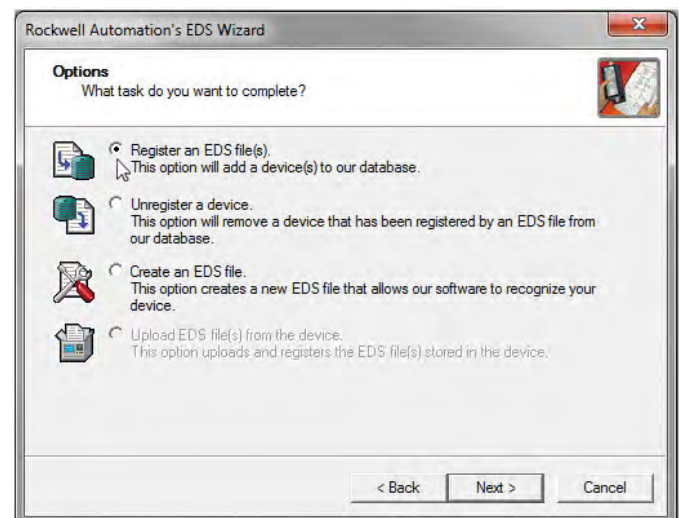 Rockwell Automation's EDS Wizard
Options
What task do you want to complete?
Register an EDS file(s).
This option will add a device(s) to our database.
Unregister a device.
This option will remove a device that has been registered by an EDS file from
our database.
Create an EDS file.
This option creates a new EDS file that allows our software to recognize your
device.
Upload EDS file(s) from the device.
This option uploads and registers the EDS file(s) stored in the device.
< Back
Next >
Cancel